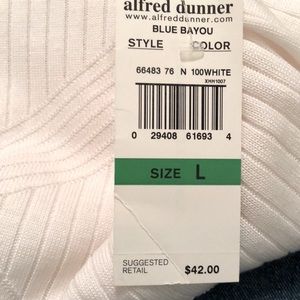 alfred dunner
www.alfreddunner.com
BLUE BAYOU
STYLE COLOR
66483 76 N 100WHITE
XHH1007
0 29408 61693 4
SIZE L
SUGGESTED
RETAIL $42.00